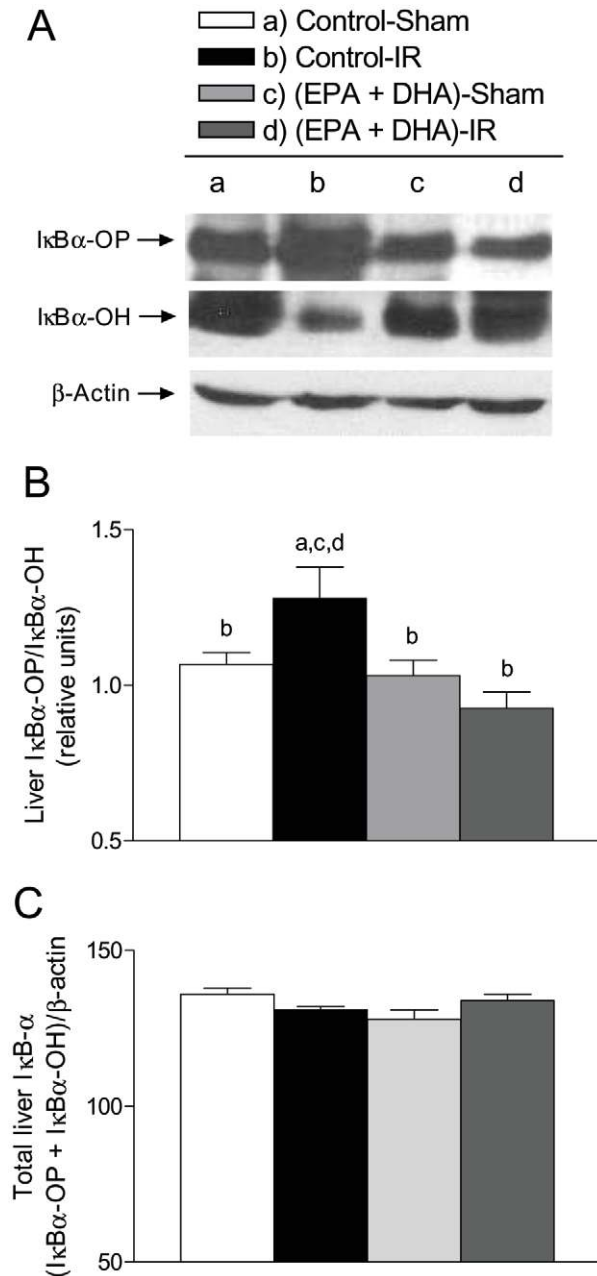 A
a) Control-Sham
b) Control-IR
c) (EPA + DHA)-Sham
d) (EPA + DHA)-IR
a b c d
IκBα-OP
IκBα-OH
β-Actin
B
Liver IκBα-OP/IκBα-OH
(relative units)
1.5
1.0
0.5
b
a,c,d
b
b
C
Total liver IκB-α
(IκBα-OP + IκBα-OH)/β-actin
150
100
50